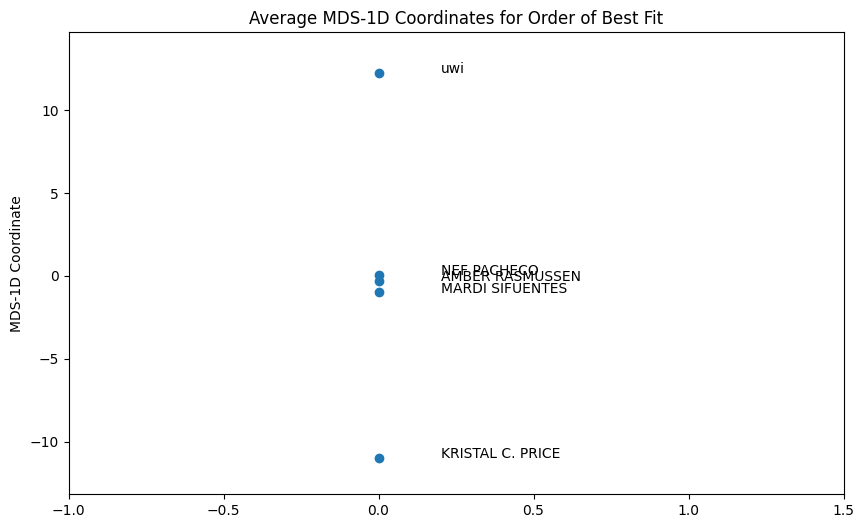 Average MDS-1D Coordinates for Order of Best Fit
uwi
10
5
NEE PACHECO
0
AMBER RASMUSSEN
MARDI SIFUENTES
MDS-1D Coordinate
−5
KRISTAL C. PRICE
−10
−1.0 −0.5 0.0 0.5 1.0 1.5